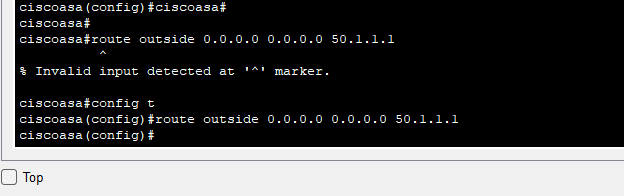 ciscoasa(config)#ciscoasa#
ciscoasa#
ciscoasa#route outside 0.0.0.0 0.0.0.0 50.1.1.1
^
% Invalid input detected at '^' marker.
ciscoasa#config t
ciscoasa(config)#route outside 0.0.0.0 0.0.0.0 50.1.1.1
ciscoasa(config)#
Top